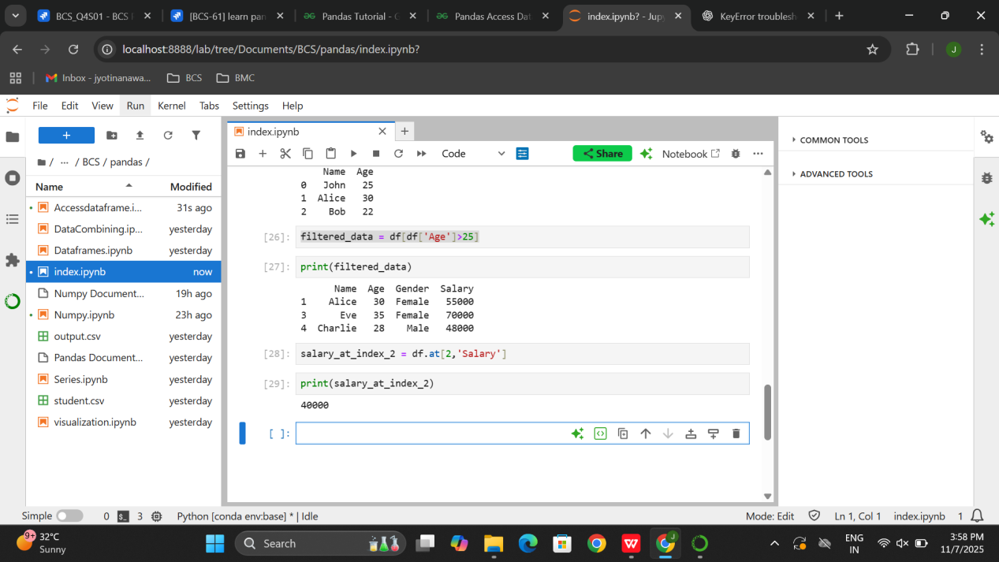 BCS_Q4S01 - BCS
[BCS-61] learn pan
Pandas Tutorial - G
Pandas Access Dat
index.ipynb? - Jup
KeyError troublesh
localhost:8888/lab/tree/Documents/BCS/pandas/index.ipynb?
J
Inbox - jyotinanawa...
BCS
BMC
File Edit View Run Kernel Tabs Settings Help
index.ipynb
Code
Share
Notebook
COMMON TOOLS
ADVANCED TOOLS
/ ... / BCS / pandas /
Name Modified
Accessdataframe.i... 31s ago
DataCombining.ip... yesterday
Dataframes.ipynb yesterday
index.ipynb now
Numpy Document... 19h ago
Numpy.ipynb 23h ago
output.csv yesterday
Pandas Document... yesterday
Series.ipynb yesterday
student.csv yesterday
visualization.ipynb yesterday
Name Age
0 John 25
1 Alice 30
2 Bob 22
[26]: filtered_data = df[df['Age']>25]
[27]: print(filtered_data)
Name Age Gender Salary
1 Alice 30 Female 55000
3 Eve 35 Female 70000
4 Charlie 28 Male 48000
[28]: salary_at_index_2 = df.at[2,'Salary']
[29]: print(salary_at_index_2)
40000
[ ]:
Simple 0 $_ 3 Python [conda env:base] * | Idle
Mode: Edit Ln 1, Col 1 index.ipynb 1
9+
32°C
Sunny
Search
J
ENG
IN
3:58 PM
11/7/2025